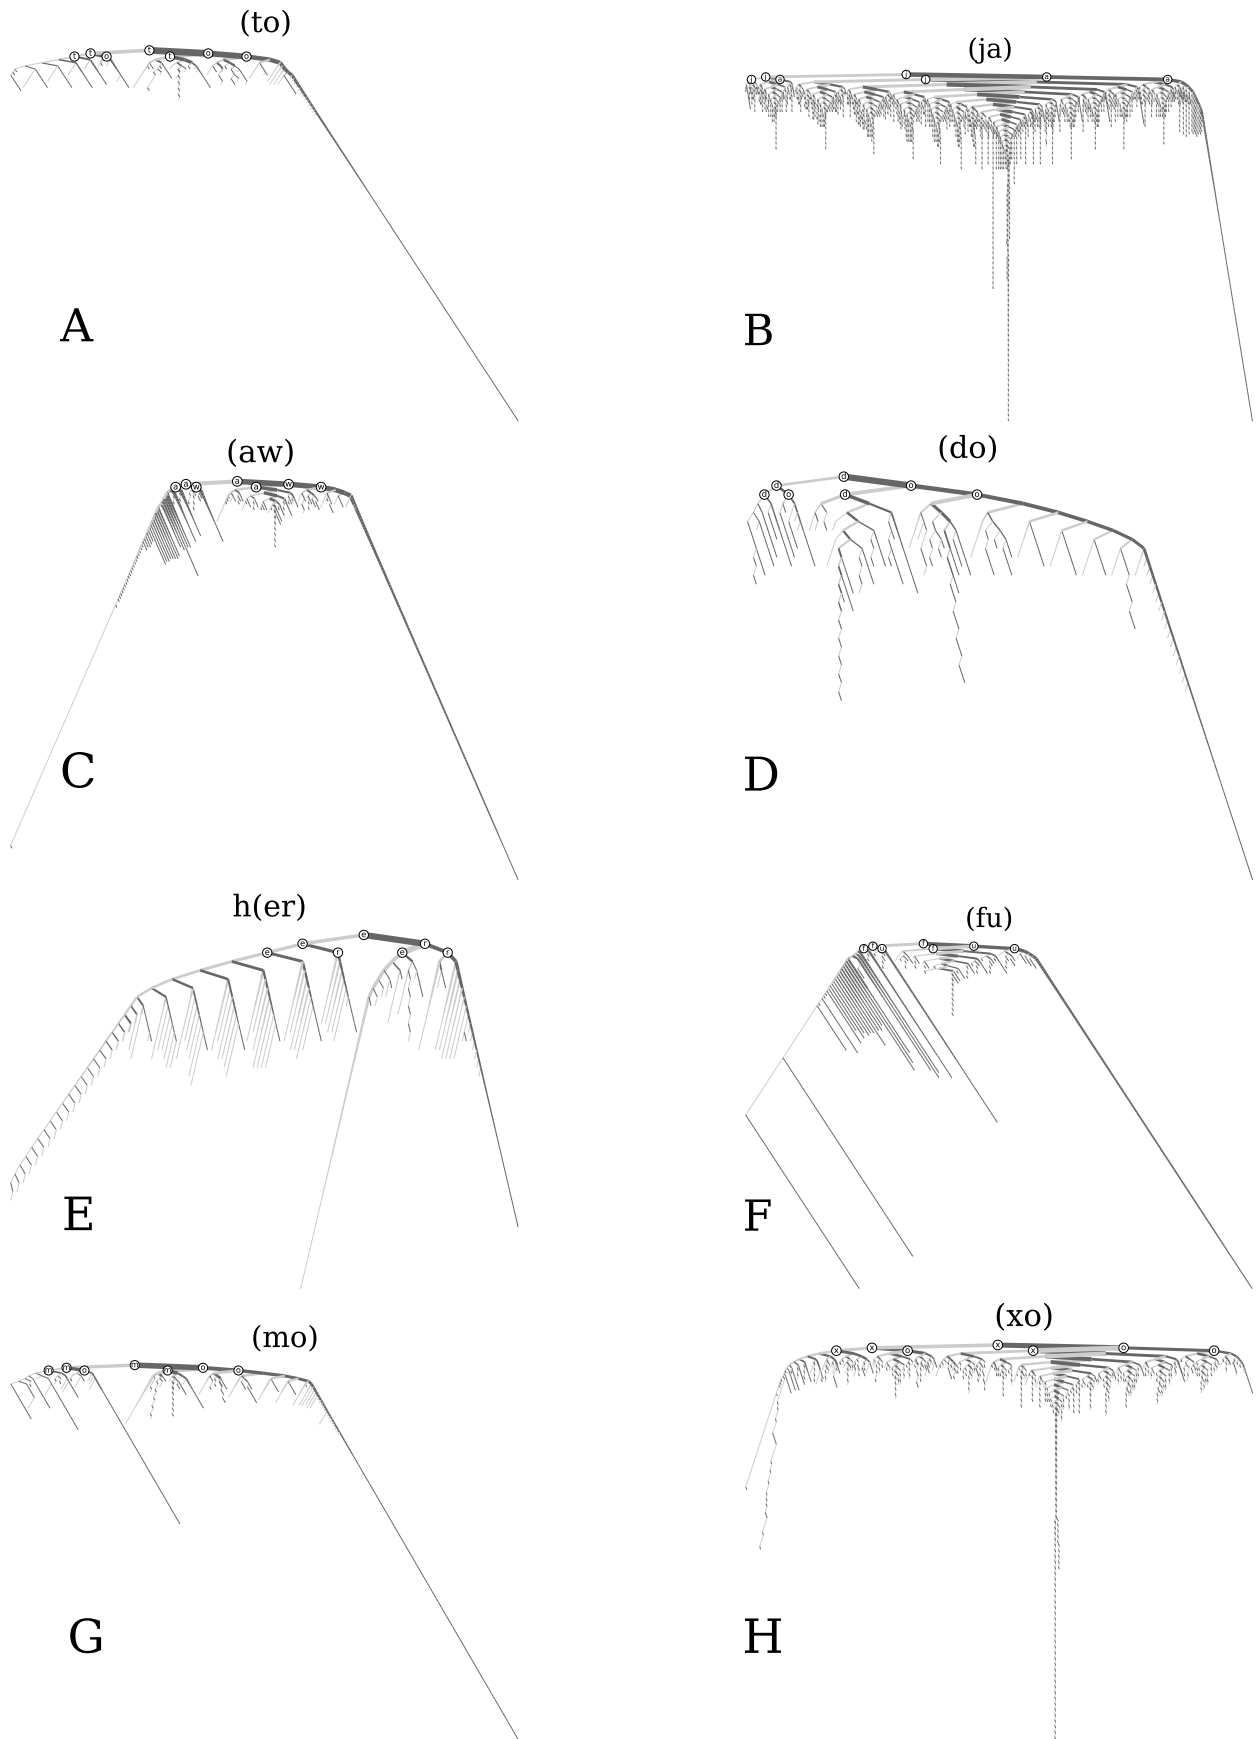 (to)
(ja)
t t o t t o o
j j a j j a a
A
B
(aw)
(do)
a a w a a w w
d d o d d o o
C
D
h(er)
(fu)
e e r e e r r
f f u f f u u
E
F
(mo)
(xo)
m m o m m o o
x x o x x o o
G
H